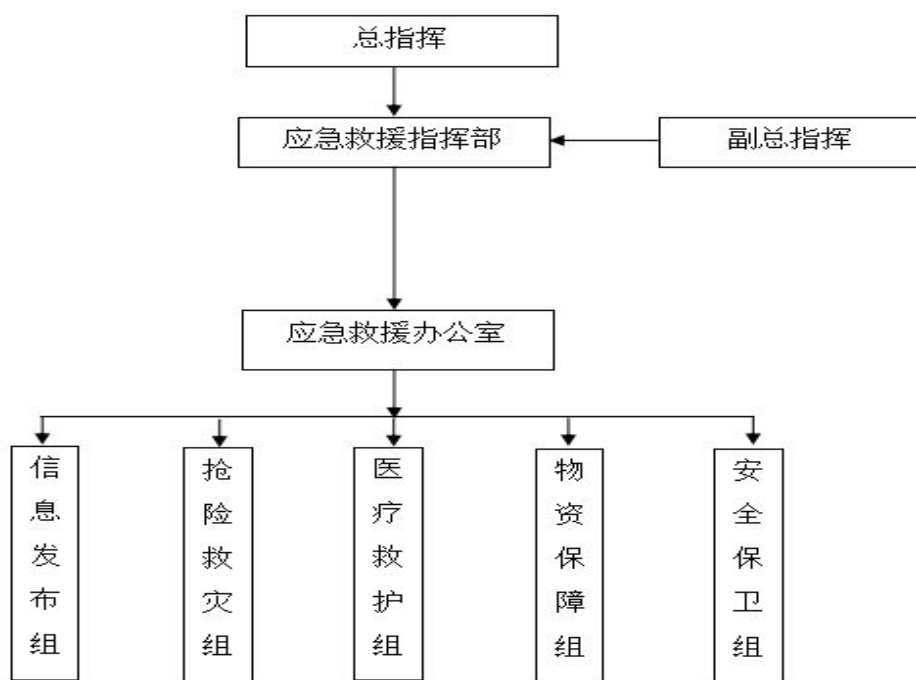 总指挥
应急救援指挥部
副总指挥
应急救援办公室
信息发布组
抢险救灾组
医疗救护组
物资保障组
安全保卫组